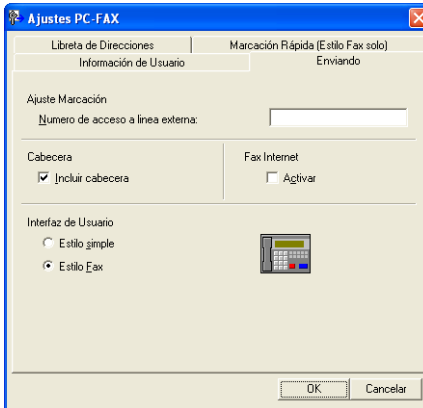 Ajustes PC-FAX
Libreta de Direcciones
Marcación Rápida (Estilo Fax solo)
Información de Usuario
Enviando
Ajuste Marcación
Numero de acceso a linea externa:
Cabecera
Fax Internet
Incluir cabecera
Activar
Interfaz de Usuario
Estilo simple
Estilo Fax
OK
Cancelar